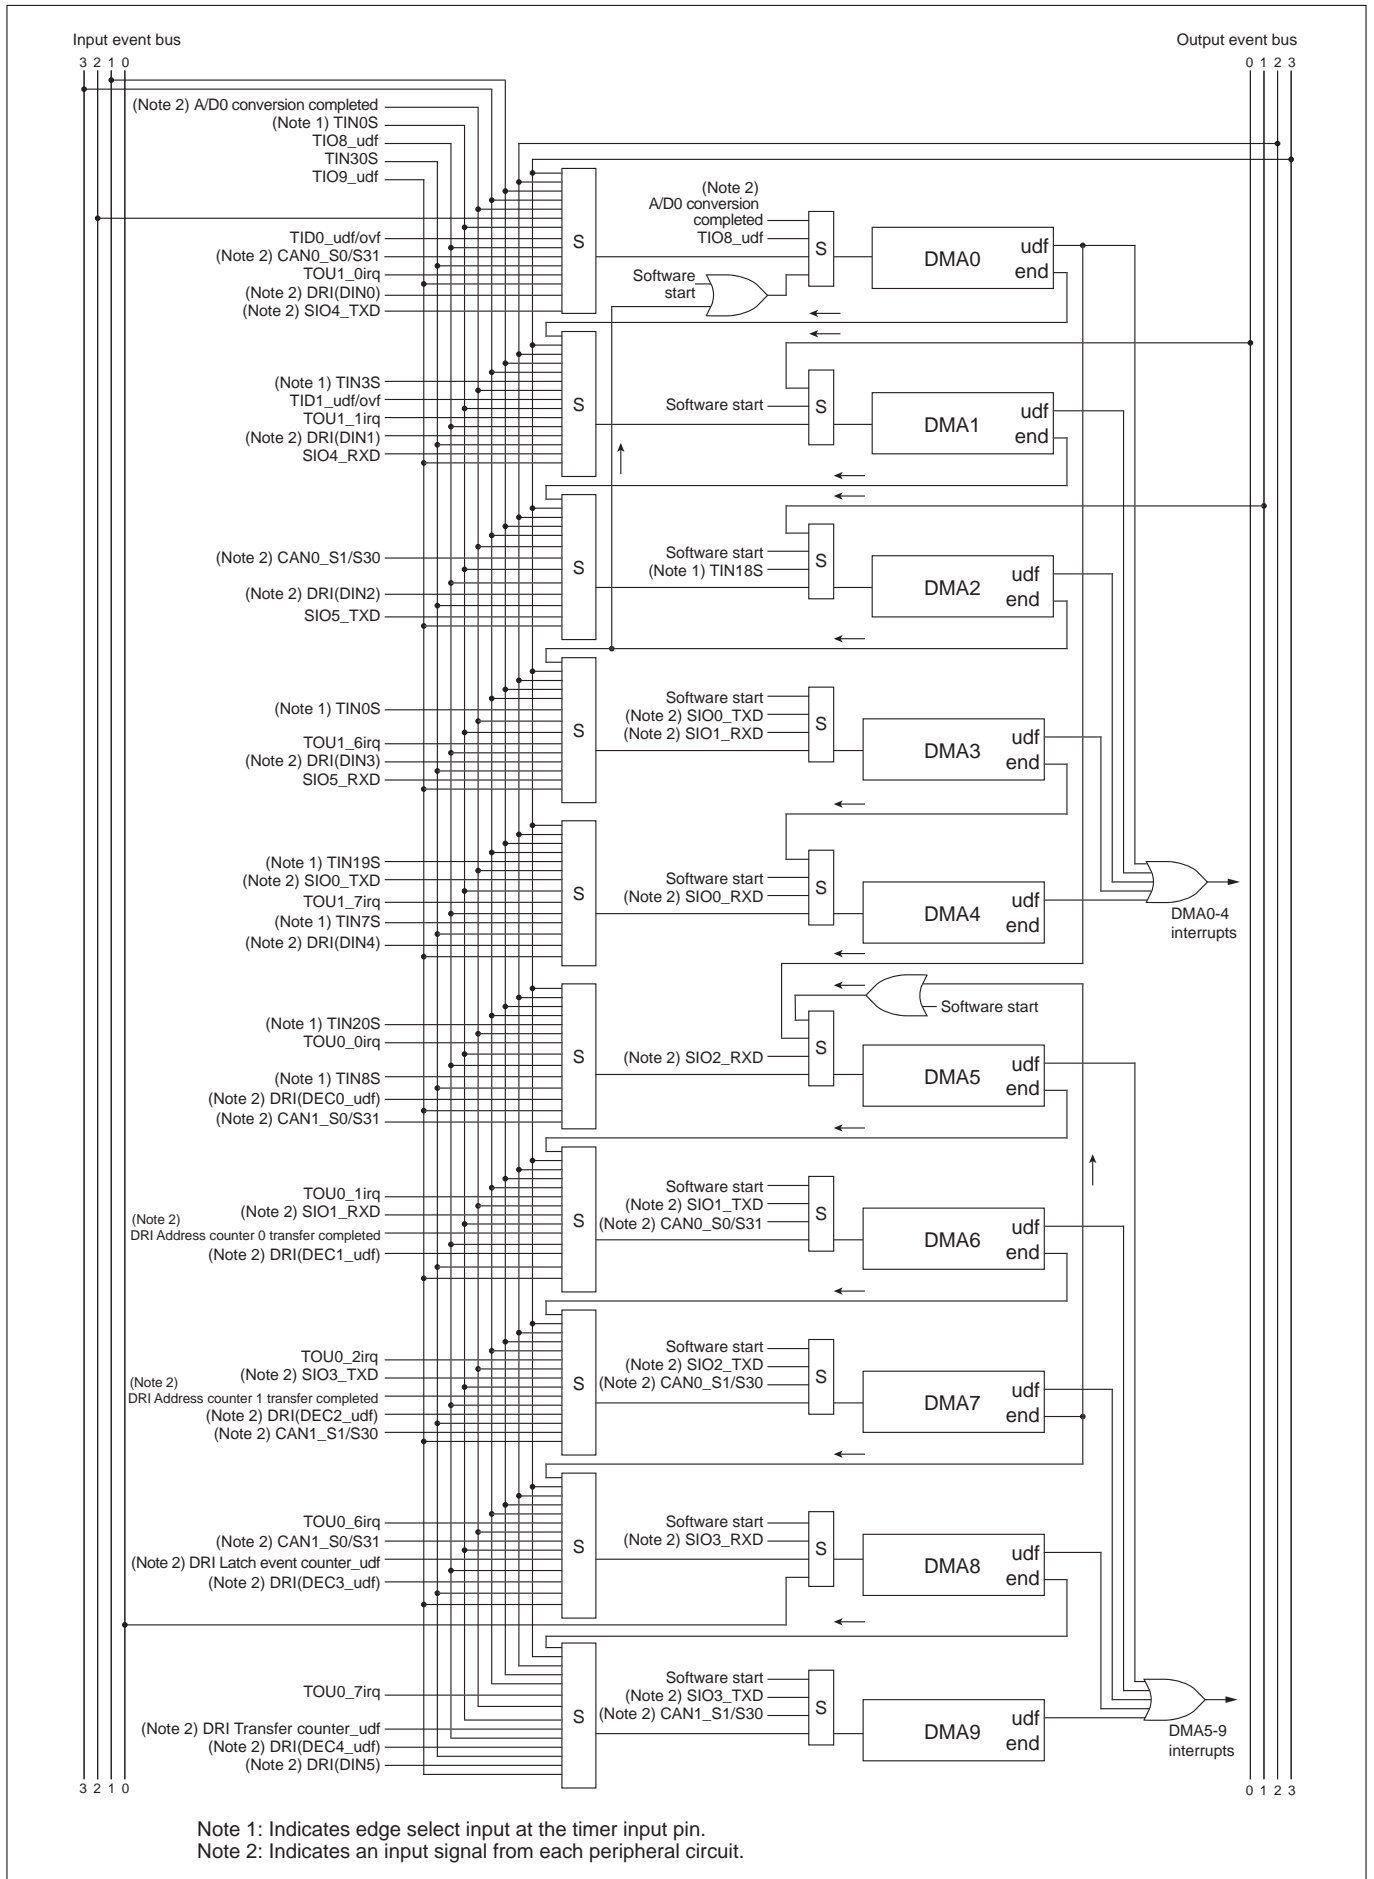 Input event bus
Output event bus
3 2 1 0
0 1 2 3
(Note 2) A/D0 conversion completed
(Note 1) TIN0S
TIO8_udf
TIN30S
TIO9_udf
TID0_udf/ovf
(Note 2) CAN0_S0/S31
TOU1_0irq
(Note 2) DRI(DIN0)
(Note 2) SIO4_TXD
S
(Note 2)
A/D0 conversion
completed
TIO8_udf
Software
start
S
DMA0
udf
end
(Note 1) TIN3S
TID1_udf/ovf
TOU1_1irq
(Note 2) DRI(DIN1)
SIO4_RXD
S
Software start
S
DMA1
udf
end
(Note 2) CAN0_S1/S30
(Note 2) DRI(DIN2)
SIO5_TXD
S
Software start
(Note 1) TIN18S
S
DMA2
udf
end
(Note 1) TIN0S
TOU1_6irq
(Note 2) DRI(DIN3)
SIO5_RXD
S
Software start
(Note 2) SIO0_TXD
(Note 2) SIO1_RXD
S
DMA3
udf
end
(Note 1) TIN19S
(Note 2) SIO0_TXD
TOU1_7irq
(Note 1) TIN7S
(Note 2) DRI(DIN4)
S
Software start
(Note 2) SIO0_RXD
S
DMA4
udf
end
DMA0-4
interrupts
(Note 1) TIN20S
TOU0_0irq
(Note 1) TIN8S
(Note 2) DRI(DEC0_udf)
(Note 2) CAN1_S0/S31
S
Software start
(Note 2) SIO2_RXD
S
DMA5
udf
end
TOU0_1irq
(Note 2) SIO1_RXD
(Note 2)
DRI Address counter 0 transfer completed
(Note 2) DRI(DEC1_udf)
S
Software start
(Note 2) SIO1_TXD
(Note 2) CAN0_S0/S31
S
DMA6
udf
end
TOU0_2irq
(Note 2) SIO3_TXD
(Note 2)
DRI Address counter 1 transfer completed
(Note 2) DRI(DEC2_udf)
(Note 2) CAN1_S1/S30
S
Software start
(Note 2) SIO2_TXD
(Note 2) CAN0_S1/S30
S
DMA7
udf
end
TOU0_6irq
(Note 2) CAN1_S0/S31
(Note 2) DRI Latch event counter_udf
(Note 2) DRI(DEC3_udf)
S
Software start
(Note 2) SIO3_RXD
S
DMA8
udf
end
TOU0_7irq
(Note 2) DRI Transfer counter_udf
(Note 2) DRI(DEC4_udf)
(Note 2) DRI(DIN5)
S
Software start
(Note 2) SIO3_TXD
(Note 2) CAN1_S1/S30
S
DMA9
udf
end
DMA5-9
interrupts
3 2 1 0
0 1 2 3
Note 1: Indicates edge select input at the timer input pin.
Note 2: Indicates an input signal from each peripheral circuit.